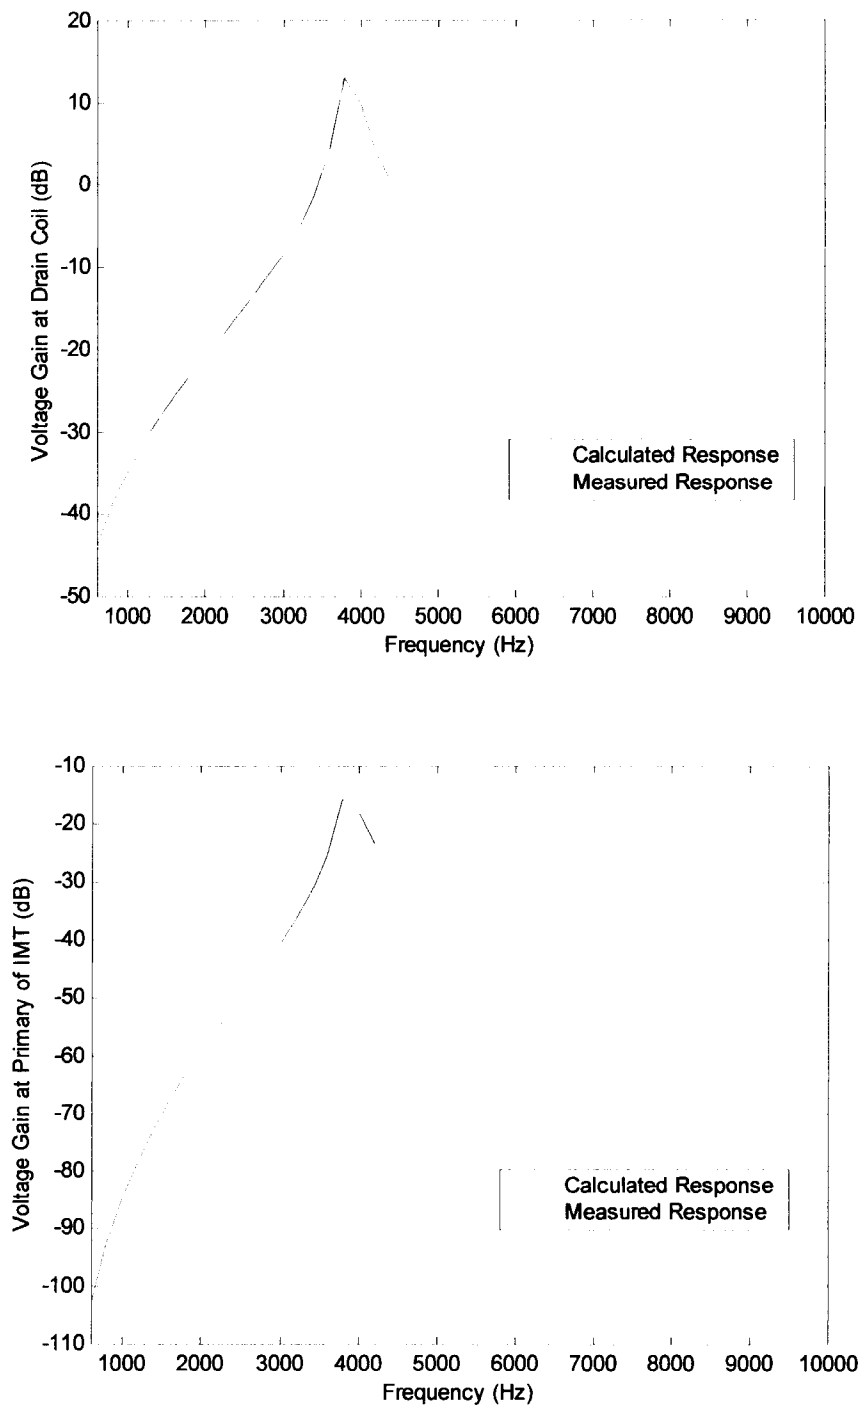 20
10
0
-10
-20
-30
-40
-50
Voltage Gain at Drain Coil (dB)
Calculated Response
Measured Response
1000 2000 3000 4000 5000 6000 7000 8000 9000 10000
Frequency (Hz)
-10
-20
-30
-40
-50
-60
-70
-80
-90
-100
-110
Voltage Gain at Primary of IMT (dB)
Calculated Response
Measured Response
1000 2000 3000 4000 5000 6000 7000 8000 9000 10000
Frequency (Hz)